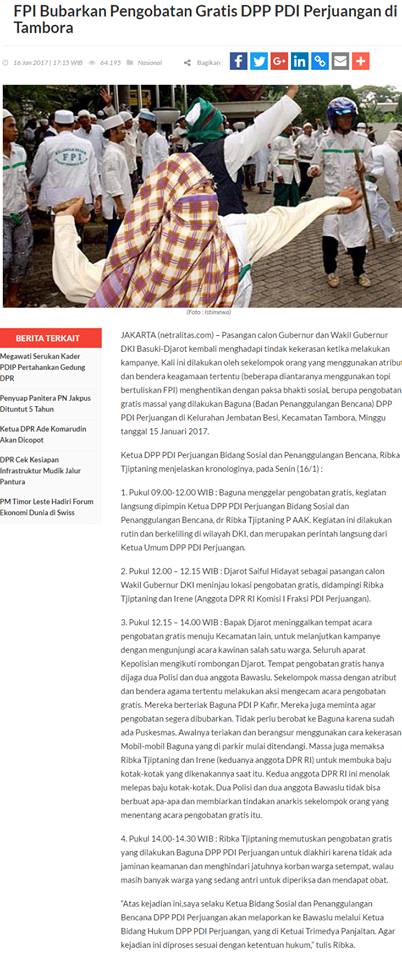 FPI Bubarkan Pengobatan Gratis DPP PDI Perjuangan di
Tambora
16 Jan 2017 | 17:15 WIB
64.195
Nasional
Bagikan :
FPI
(Foto : Istimewa)
BERITA TERKAIT
Megawati Serukan Kader
PDIP Pertahankan Gedung
DPR
Penyuap Panitera PN Jakpus
Dituntut 5 Tahun
Ketua DPR Ade Komarudin
Akan Dicopot
DPR Cek Kesiapan
Infrastruktur Mudik Jalur
Pantura
PM Timor Leste Hadiri Forum
Ekonomi Dunia di Swiss
JAKARTA (netralitas.com) – Pasangan calon Gubernur dan Wakil Gubernur
DKI Basuki-Djarot kembali menghadapi tindak kekerasan ketika melakukan
kampanye. Kali ini dilakukan oleh sekelompok orang yang menggunakan atribut
dan bendera keagamaan tertentu (beberapa diantaranya menggunakan topi
bertuliskan FPI) menghentikan dengan paksa bhakti sosial, berupa pengobatan
gratis massal yang dilakukan Baguna (Badan Penanggulangan Bencana) DPP
PDI Perjuangan di Kelurahan Jembatan Besi, Kecamatan Tambora, Minggu
tanggal 15 Januari 2017.
Ketua DPP PDI Perjuangan Bidang Sosial dan Penanggulangan Bencana, Ribka
Tjiptaning menjelaskan kronologinya, pada Senin (16/1) :
1. Pukul 09.00-12.00 WIB : Baguna menggelar pengobatan gratis, kegiatan
langsung dipimpin Ketua DPP PDI Perjuangan Bidang Sosial dan
Penanggulangan Bencana, dr Ribka Tjiptaning P AAK. Kegiatan ini dilakukan
rutin dan berkeliling di wilayah DKI, dan merupakan perintah langsung dari
Ketua Umum DPP PDI Perjuangan.
2. Pukul 12.00 – 12.15 WIB : Djarot Saiful Hidayat sebagai pasangan calon
Wakil Gubernur DKI meninjau lokasi pengobatan gratis, didampingi Ribka
Tjiptaning dan Irene (Anggota DPR RI Komisi I Fraksi PDI Perjuangan).
3. Pukul 12.15 – 14.00 WIB : Bapak Djarot meninggalkan tempat acara
pengobatan gratis menuju Kecamatan lain, untuk melanjutkan kampanye
dengan mengunjungi acara kawinan salah satu warga. Seluruh aparat
Kepolisian mengikuti rombongan Djarot. Tempat pengobatan gratis hanya
dijaga dua Polisi dan dua anggota Bawaslu. Sekelompok massa dengan atribut
dan bendera agama tertentu melakukan aksi mengecam acara pengobatan
gratis. Mereka berteriak Baguna PDI P Kafir. Mereka juga meminta agar
pengobatan segera dibubarkan. Tidak perlu berobat ke Baguna karena sudah
ada Puskesmas. Awalnya teriakan dan berangsur menggunakan cara kekerasan.
Mobil-mobil Baguna yang di parkir mulai ditendangi. Massa juga memaksa
Ribka Tjiptaning dan Irene (keduanya anggota DPR RI) untuk membuka baju
kotak-kotak yang dikenakannya saat itu. Kedua anggota DPR RI ini menolak
melepas baju kotak-kotak. Dua Polisi dan dua anggota Bawaslu tidak bisa
berbuat apa-apa dan membiarkan tindakan anarkis sekelompok orang yang
menentang acara pengobatan gratis itu.
4. Pukul 14.00-14.30 WIB : Ribka Tjiptaning memutuskan pengobatan gratis
yang dilakukan Baguna DPP PDI Perjuangan untuk diakhiri karena tidak ada
jaminan keamanan dan menghindari jatuhnya korban warga setempat, walau
masih banyak warga yang sedang antri untuk diperiksa dan mendapat obat.
"Atas kejadian ini,saya selaku Ketua Bidang Sosial dan Penanggulangan
Bencana DPP PDI Perjuangan akan melaporkan ke Bawaslu melalui Ketua
Bidang Hukum DPP PDI Perjuangan, yang di Ketuai Trimedya Panjaitan. Agar
kejadian ini diproses sesuai dengan ketentuan hukum," tulis Ribka.